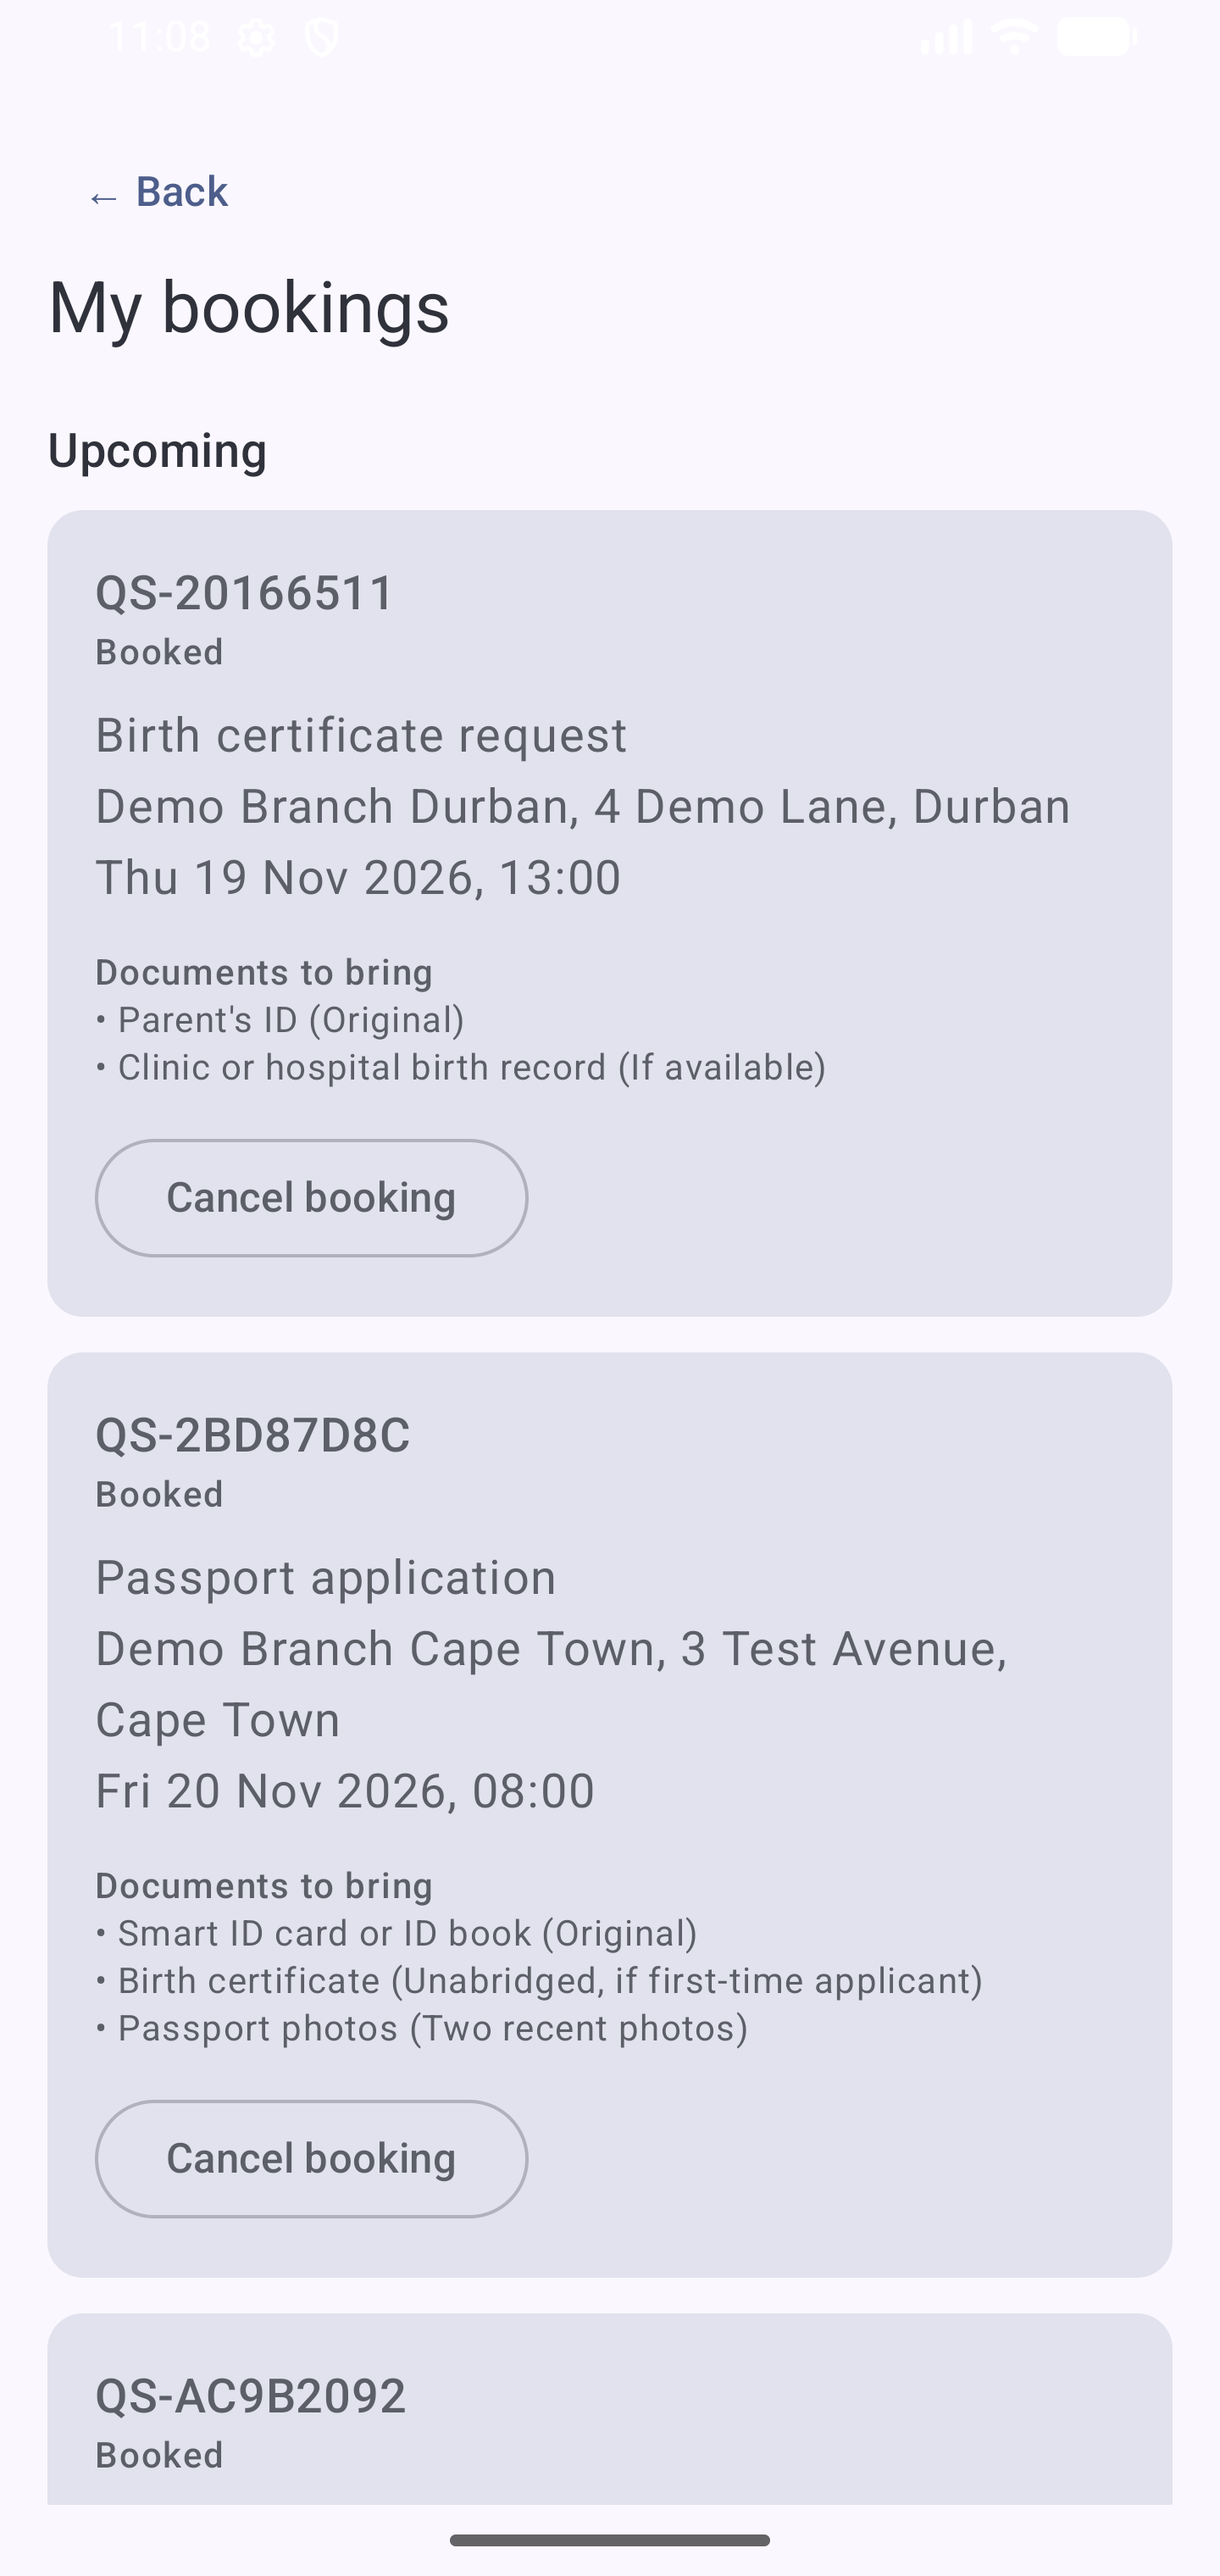 11:08
← Back
My bookings
Upcoming
QS-20166511
Booked
Birth certificate request
Demo Branch Durban, 4 Demo Lane, Durban
Thu 19 Nov 2026, 13:00
Documents to bring
• Parent's ID (Original)
• Clinic or hospital birth record (If available)
Cancel booking
QS-2BD87D8C
Booked
Passport application
Demo Branch Cape Town, 3 Test Avenue,
Cape Town
Fri 20 Nov 2026, 08:00
Documents to bring
• Smart ID card or ID book (Original)
• Birth certificate (Unabridged, if first-time applicant)
• Passport photos (Two recent photos)
Cancel booking
QS-AC9B2092
Booked